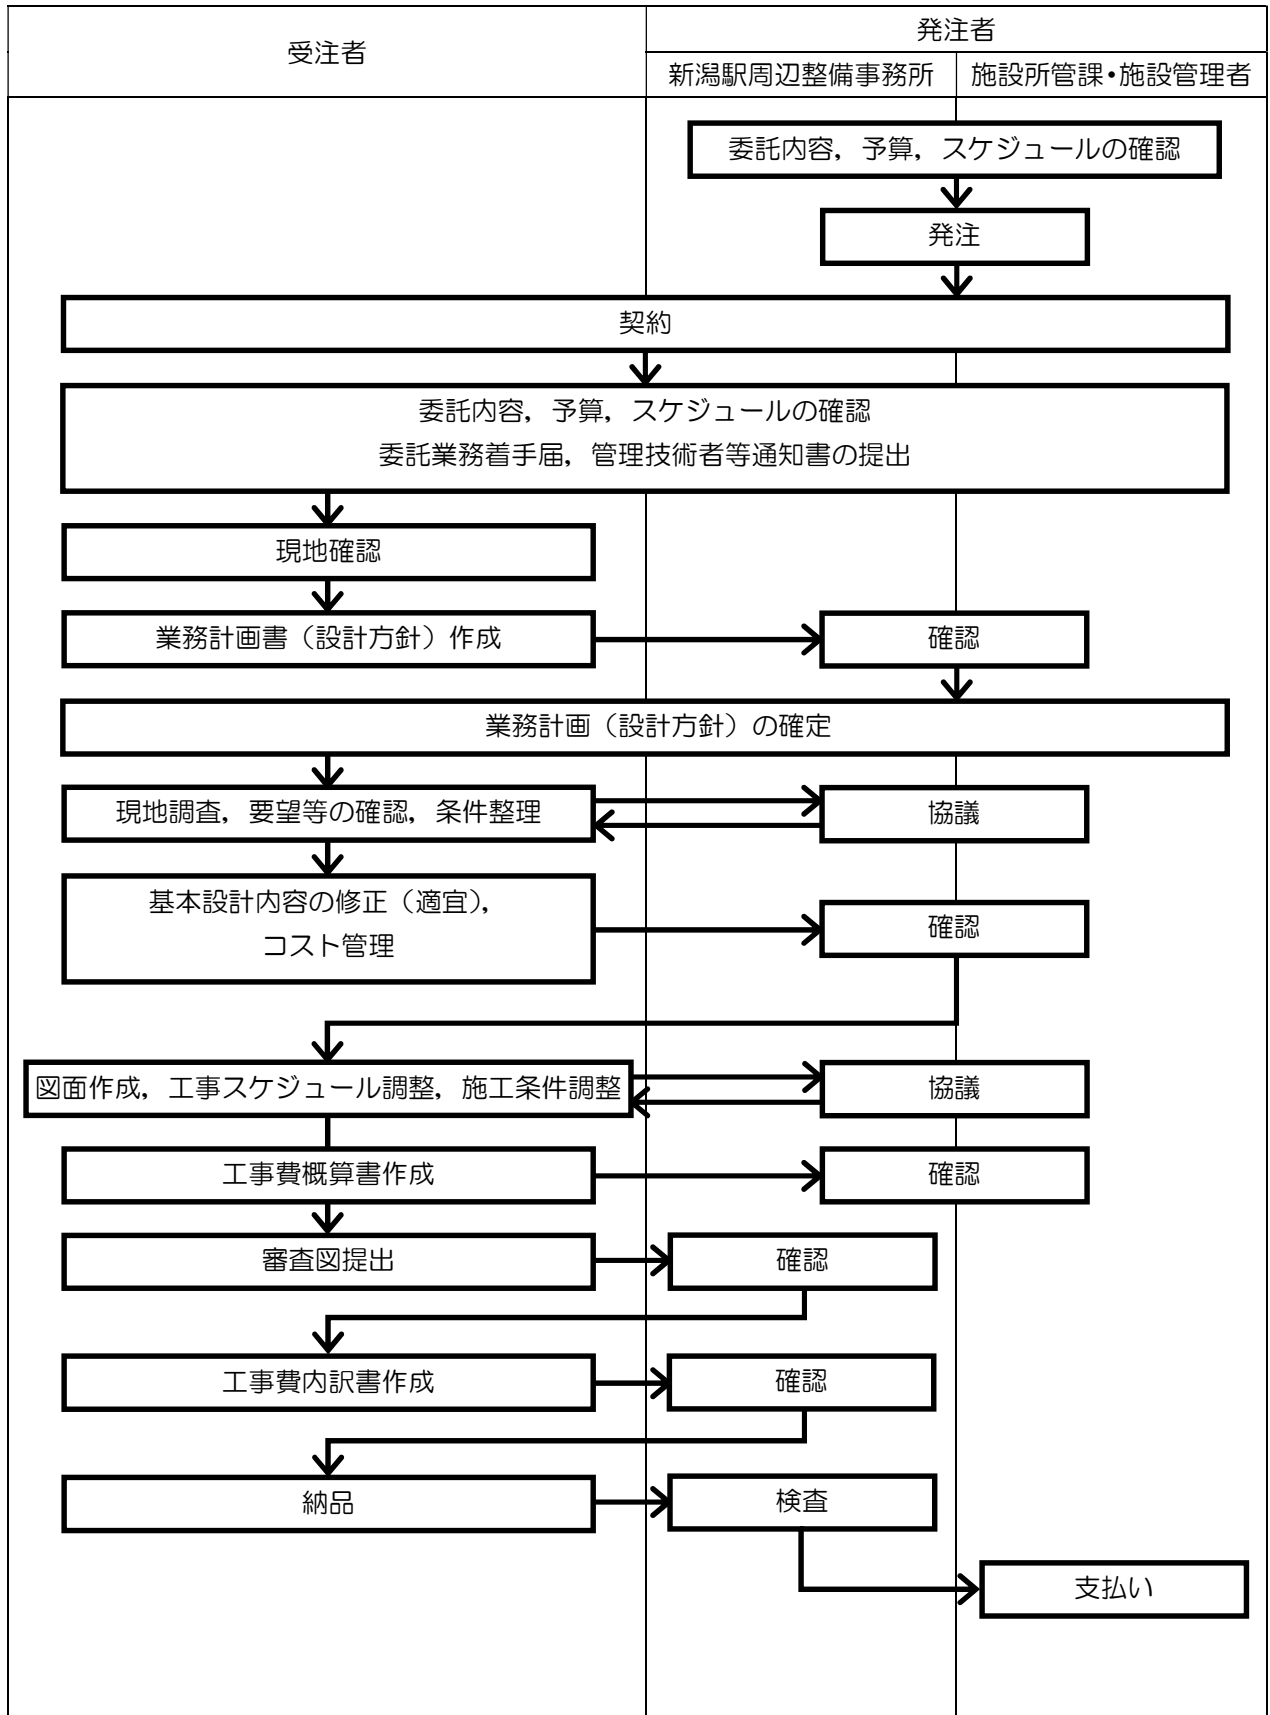 受注者
発注者
新潟駅周辺整備事務所
施設所管課・施設管理者
委託内容，予算，スケジュールの確認
発注
契約
委託内容，予算，スケジュールの確認
委託業務着手届，管理技術者等通知書の提出
現地確認
業務計画書（設計方針）作成
確認
業務計画（設計方針）の確定
現地調査，要望等の確認，条件整理
協議
基本設計内容の修正（適宜），
コスト管理
確認
図面作成，工事スケジュール調整，施工条件調整
協議
工事費概算書作成
確認
審査図提出
確認
工事費内訳書作成
確認
納品
検査
支払い